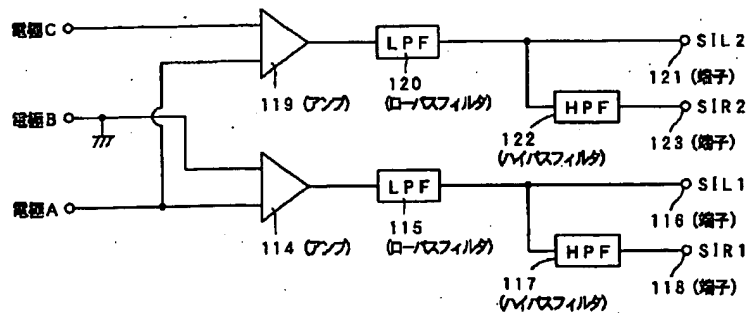 電極C
LPF
SIL2
120
(ローパスフィルタ)
121 (端子)
119 (アンプ)
HPF
SIR2
電極B
122
(ハイパスフィルタ)
123 (端子)
LPF
SIL1
電極A
115
(ローパスフィルタ)
116 (端子)
114 (アンプ)
HPF
SIR1
117
(ハイパスフィルタ)
118 (端子)